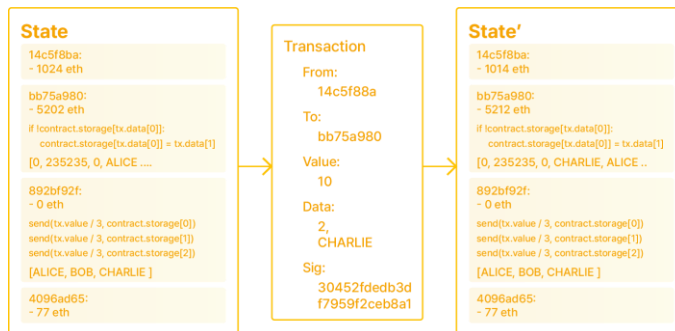 State
14c5f8ba:
- 1024 eth
bb75a980:
- 5202 eth
if !contract.storage[tx.data[0]]:
contract.storage[tx.data[0]] = tx.data[1]
[0, 235235, 0, ALICE ....
892bf92f:
- 0 eth
send(tx.value / 3, contract.storage[0])
send(tx.value / 3, contract.storage[1])
send(tx.value / 3, contract.storage[2])
[ALICE, BOB, CHARLIE ]
4096ad65:
- 77 eth
Transaction
From:
14c5f88a
To:
bb75a980
Value:
10
Data:
2,
CHARLIE
Sig:
30452fdedb3d
f7959f2ceb8a1
State’
14c5f8ba:
- 1014 eth
bb75a980:
- 5212 eth
if !contract.storage[tx.data[0]]:
contract.storage[tx.data[0]] = tx.data[1]
[0, 235235, 0, CHARLIE, ALICE ..
892bf92f:
- 0 eth
send(tx.value / 3, contract.storage[0])
send(tx.value / 3, contract.storage[1])
send(tx.value / 3, contract.storage[2])
[ALICE, BOB, CHARLIE ]
4096ad65:
- 77 eth